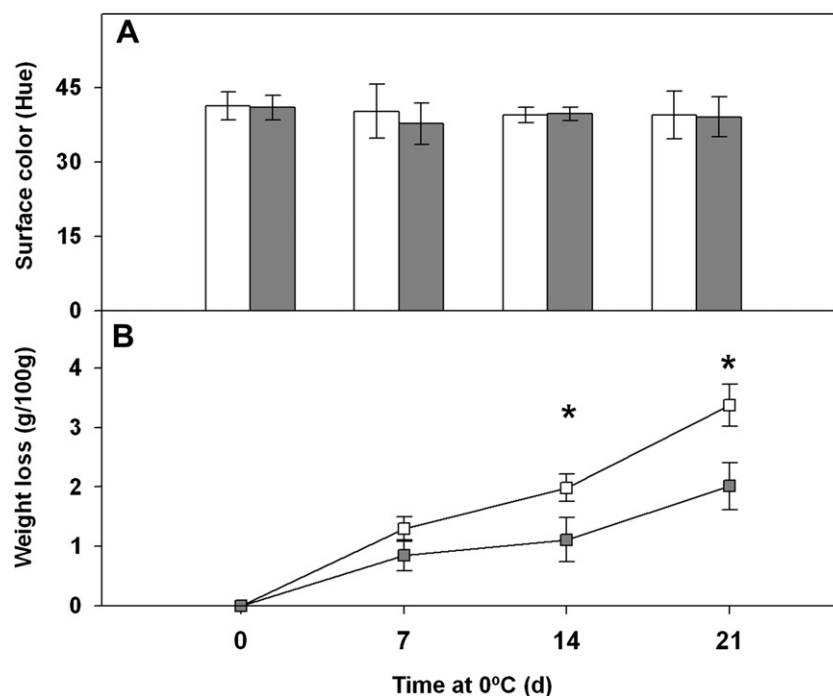 A
Surface color (Hue)
45
30
15
0
B
Weight loss (g/100g)
4
3
2
1
0
*
*
0 7 14 21
Time at 0ºC (d)